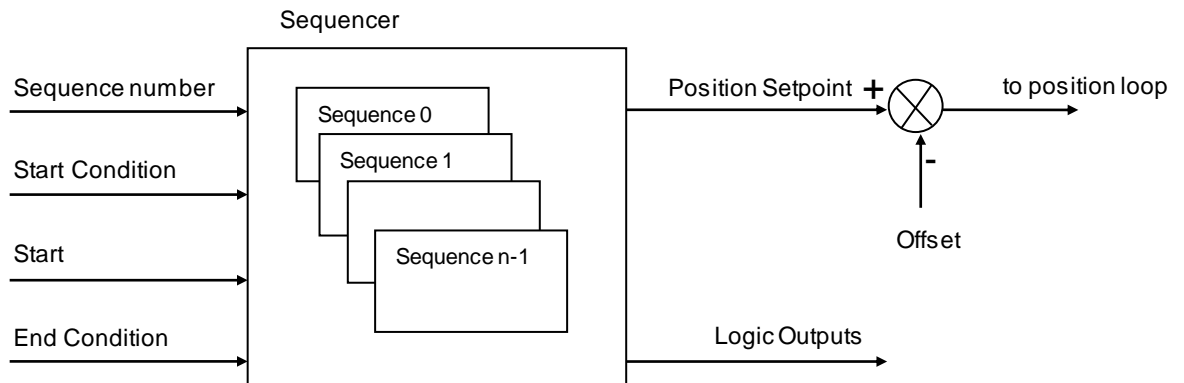 Sequencer
Sequence number
Start Condition
Start
End Condition
Sequence 0
Sequence 1
Sequence n-1
Position Setpoint +
to position loop
-
Offset
Logic Outputs